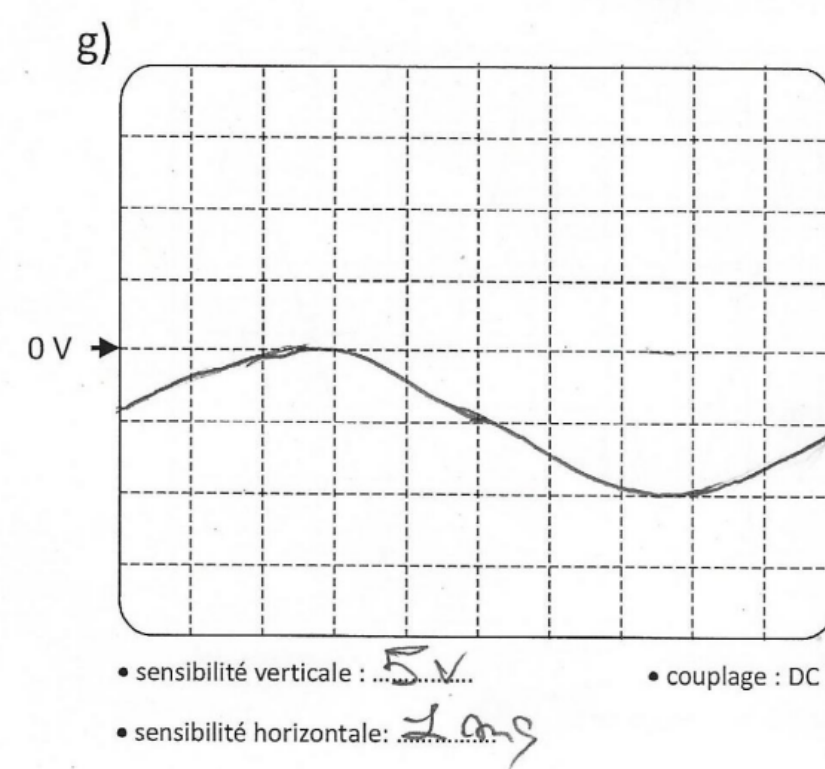 g)
0 V
• sensibilité verticale : 5 V
• couplage : DC
• sensibilité horizontale: 1 ms